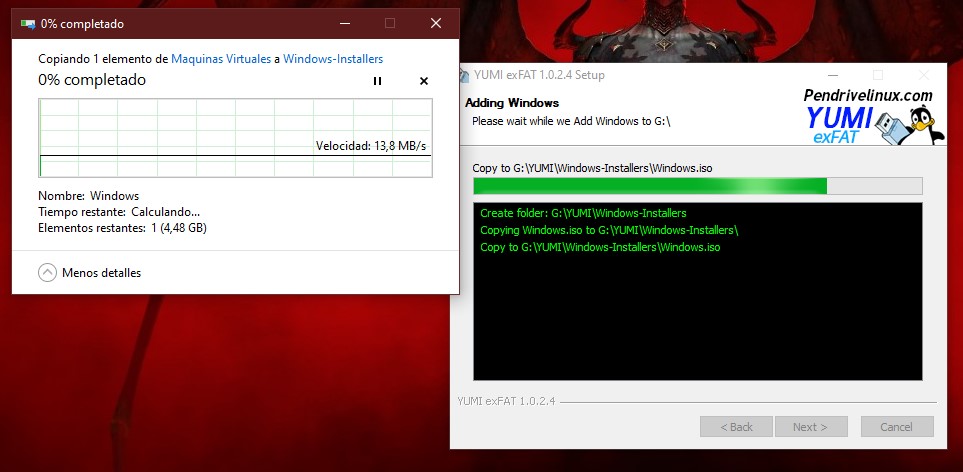 0% completado
Copiando 1 elemento de Maquinas Virtuales a Windows-Installers
0% completado
Velocidad: 13,8 MB/s
Nombre: Windows
Tiempo restante: Calculando...
Elementos restantes: 1 (4,48 GB)
Menos detalles
YUMI exFAT 1.0.2.4 Setup
Adding Windows
Please wait while we Add Windows to G:\
Pendrivelinux.com
YUMI
exFAT
Copy to G:\YUMI\Windows-Installers\Windows.iso
Create folder: G:\YUMI\Windows-Installers
Copying Windows.iso to G:\YUMI\Windows-Installers\
Copy to G:\YUMI\Windows-Installers\Windows.iso
YUMI exFAT 1.0.2.4
< Back
Next >
Cancel